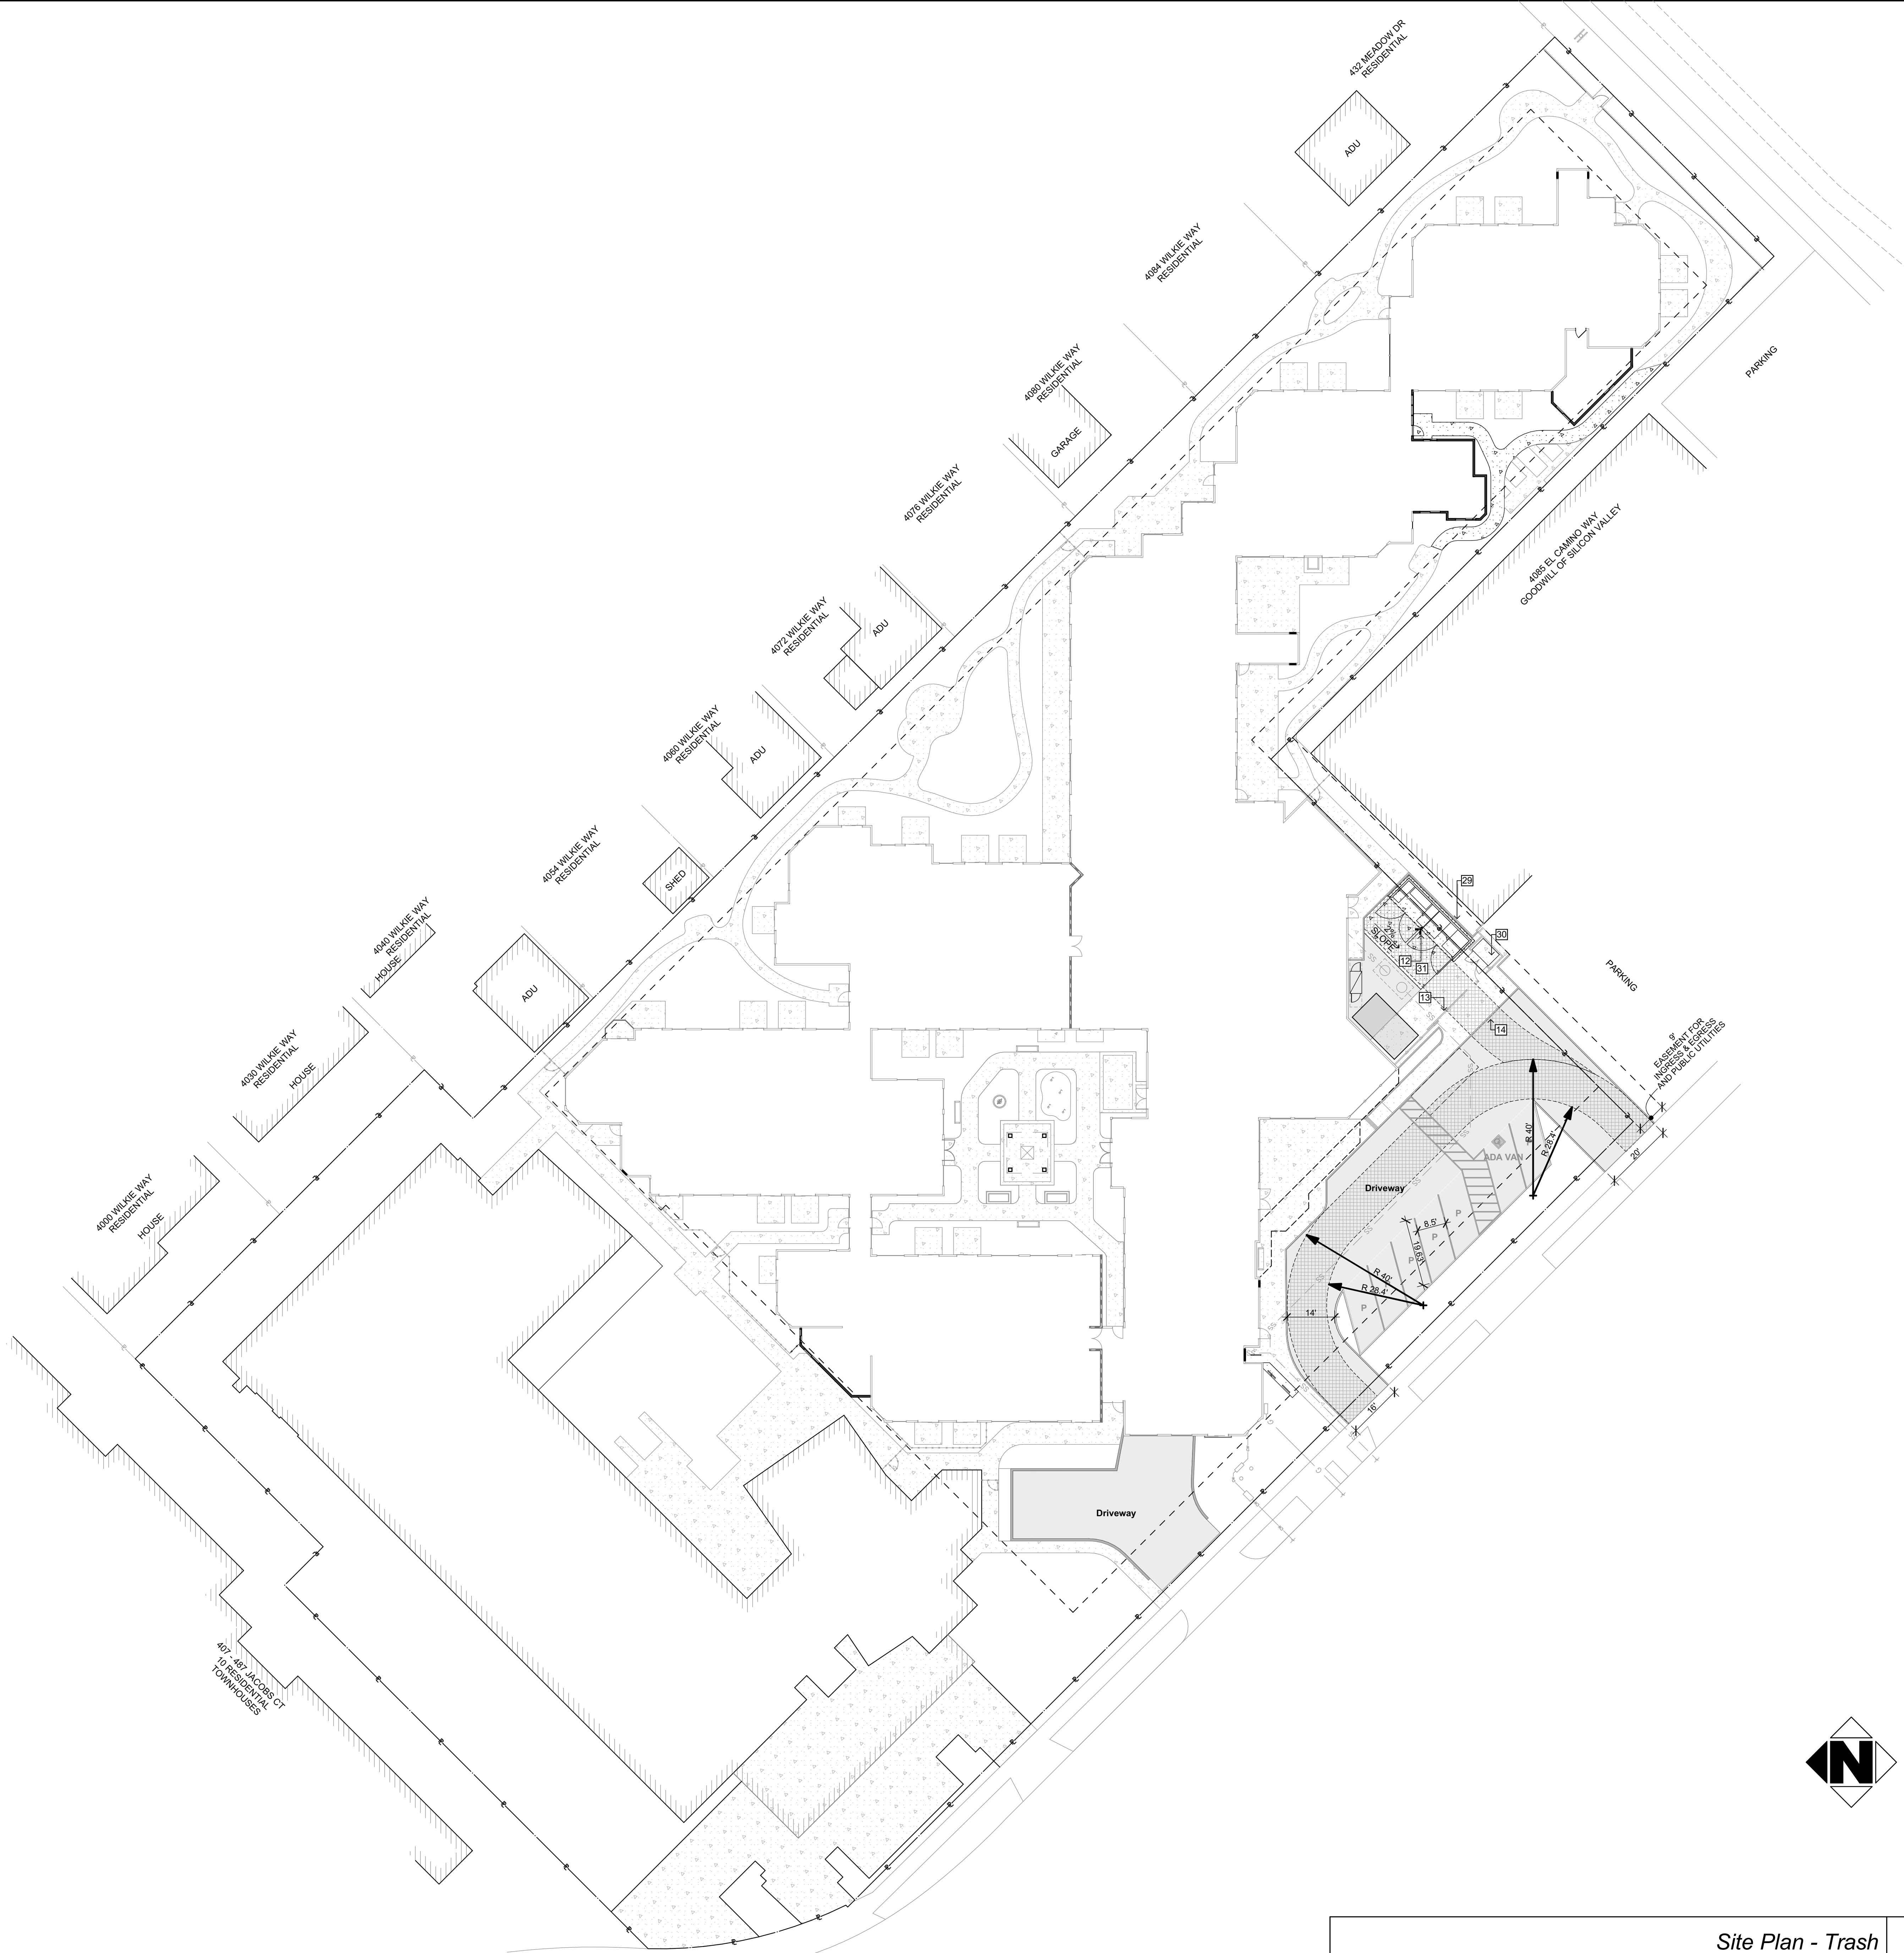 432 MEADOW DR
RESIDENTIAL
ADU
4084 WILKIE WAY
RESIDENTIAL
4080 WILKIE WAY
RESIDENTIAL
GARAGE
PARKING
4076 WILKIE WAY
RESIDENTIAL
4085 EL CAMINO WAY
GOODWILL OF SILICON VALLEY
4072 WILKIE WAY
RESIDENTIAL
ADU
4060 WILKIE WAY
RESIDENTIAL
ADU
4054 WILKIE WAY
RESIDENTIAL
SHED
29
4040 WILKIE WAY
RESIDENTIAL
HOUSE
ADU
2%
SLOPE
30
12
31
PARKING
13
14
9'
EASEMENT FOR
INGRESS & EGRESS
AND PUBLIC UTILITIES
4030 WILKIE WAY
RESIDENTIAL
HOUSE
R 40'
R 28.4'
ADA VAN
20'
4000 WILKIE WAY
RESIDENTIAL
HOUSE
Driveway
8.5'
19.63'
P
P
P
P
R 40'
R 28.4'
14'
16'
Driveway
407 - 487 JACOBS CT
10 RESIDENTIAL
TOWNHOUSES
N
Site Plan - Trash